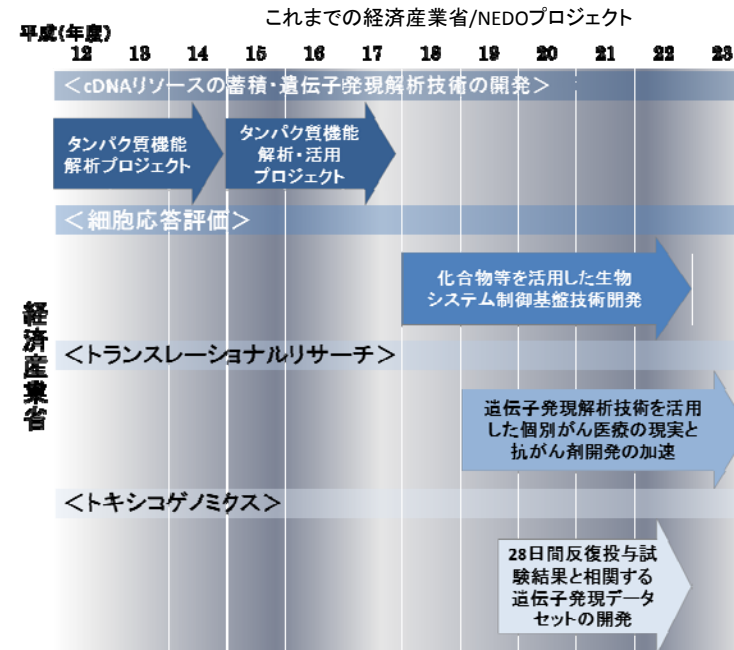 これまでの経済産業省/NEDOプロジェクト
平成(年度)
12 13 14 15 16 17 18 19 20 21 22 23
＜cDNAリソースの蓄積・遺伝子発現解析技術の開発＞
タンパク質機能
解析プロジェクト
タンパク質機能
解析・活用
プロジェクト
＜細胞応答評価＞
化合物等を活用した生物
システム制御基盤技術開発
経済産業省
＜トランスレーショナルリサーチ＞
遺伝子発現解析技術を活用
した個別がん医療の現実と
抗がん剤開発の加速
＜トキシコゲノミクス＞
28日間反復投与試
験結果と相関する
遺伝子発現データ
セットの開発